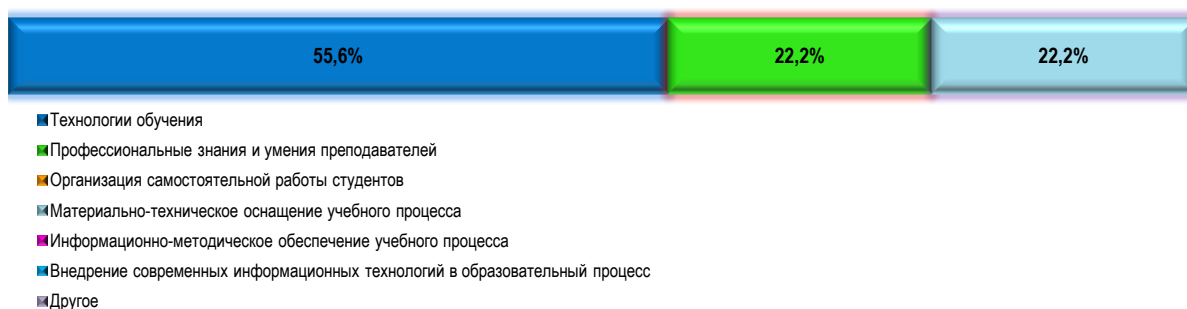 55,6% 22,2% 22,2%
Технологии обучения
Профессиональные знания и умения преподавателей
Организация самостоятельной работы студентов
Материально-техническое оснащение учебного процесса
Информационно-методическое обеспечение учебного процесса
Внедрение современных информационных технологий в образовательный процесс
Другое